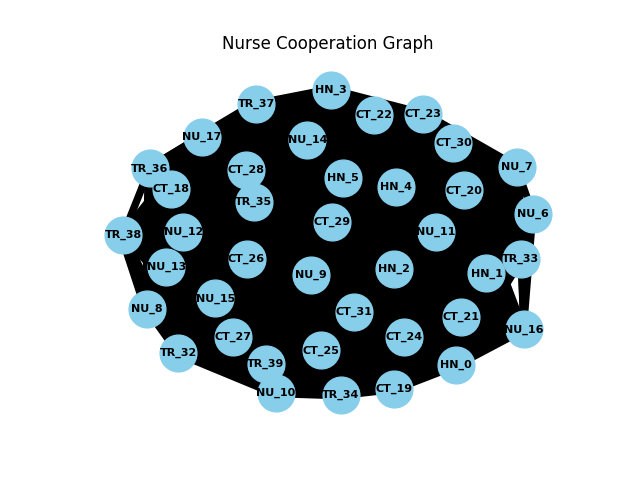 Nurse Cooperation Graph
HN_3
TR_37
CT_22
CT_23
NU_17
NU_14
CT_30
TR_36
CT_28
HN_5
HN_4
NU_7
CT_18
CT_20
TR_35
NU_6
CT_29
TR_38
NU_12
NU_11
CT_26
TR_33
NU_13
NU_9
HN_2
HN_1
NU_15
NU_8
CT_31
CT_21
NU_16
CT_27
CT_24
TR_32
CT_25
TR_39
HN_0
NU_10
TR_34
CT_19